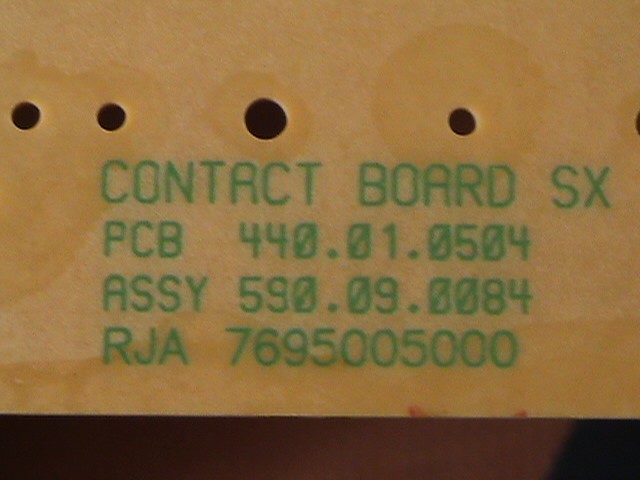 CONTACT BOARD SX
PCB 440.01.0504
ASSY 590.09.0084
RJA 7695005000